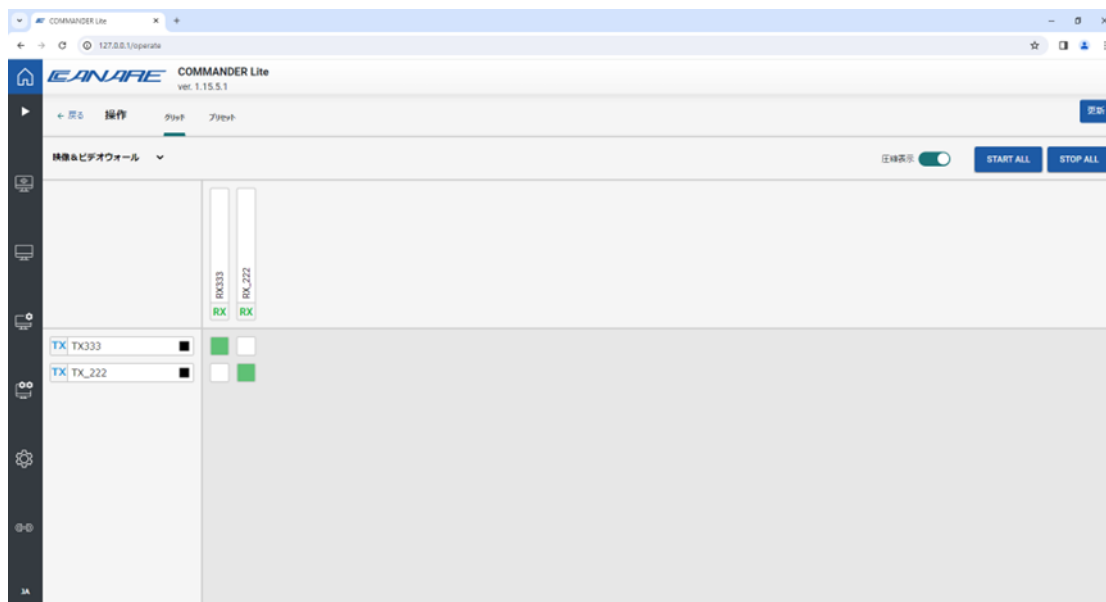 COMMANDER Lite
127.0.0.1/operate
CANARE
COMMANDER Lite
ver. 1.15.5.1
← 戻る 操作 グリッド プリセット 更新
映像&ビデオウォール 圧縮表示 START ALL STOP ALL
RX333 RX_222
RX RX
TX TX333
TX TX_222
JA